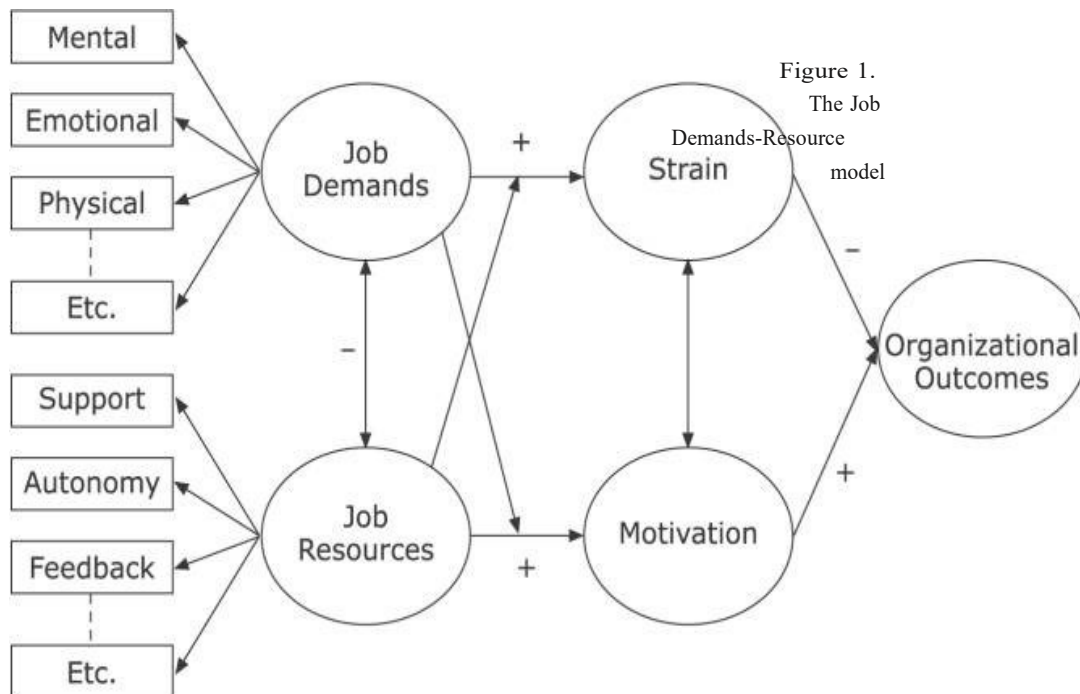 Mental
Emotional
Physical
Etc.
Support
Autonomy
Feedback
Etc.
Job
Demands
Job
Resources
+
–
+
Strain
Motivation
Figure 1.
The Job
Demands-Resource
model
–
+
Organizational
Outcomes